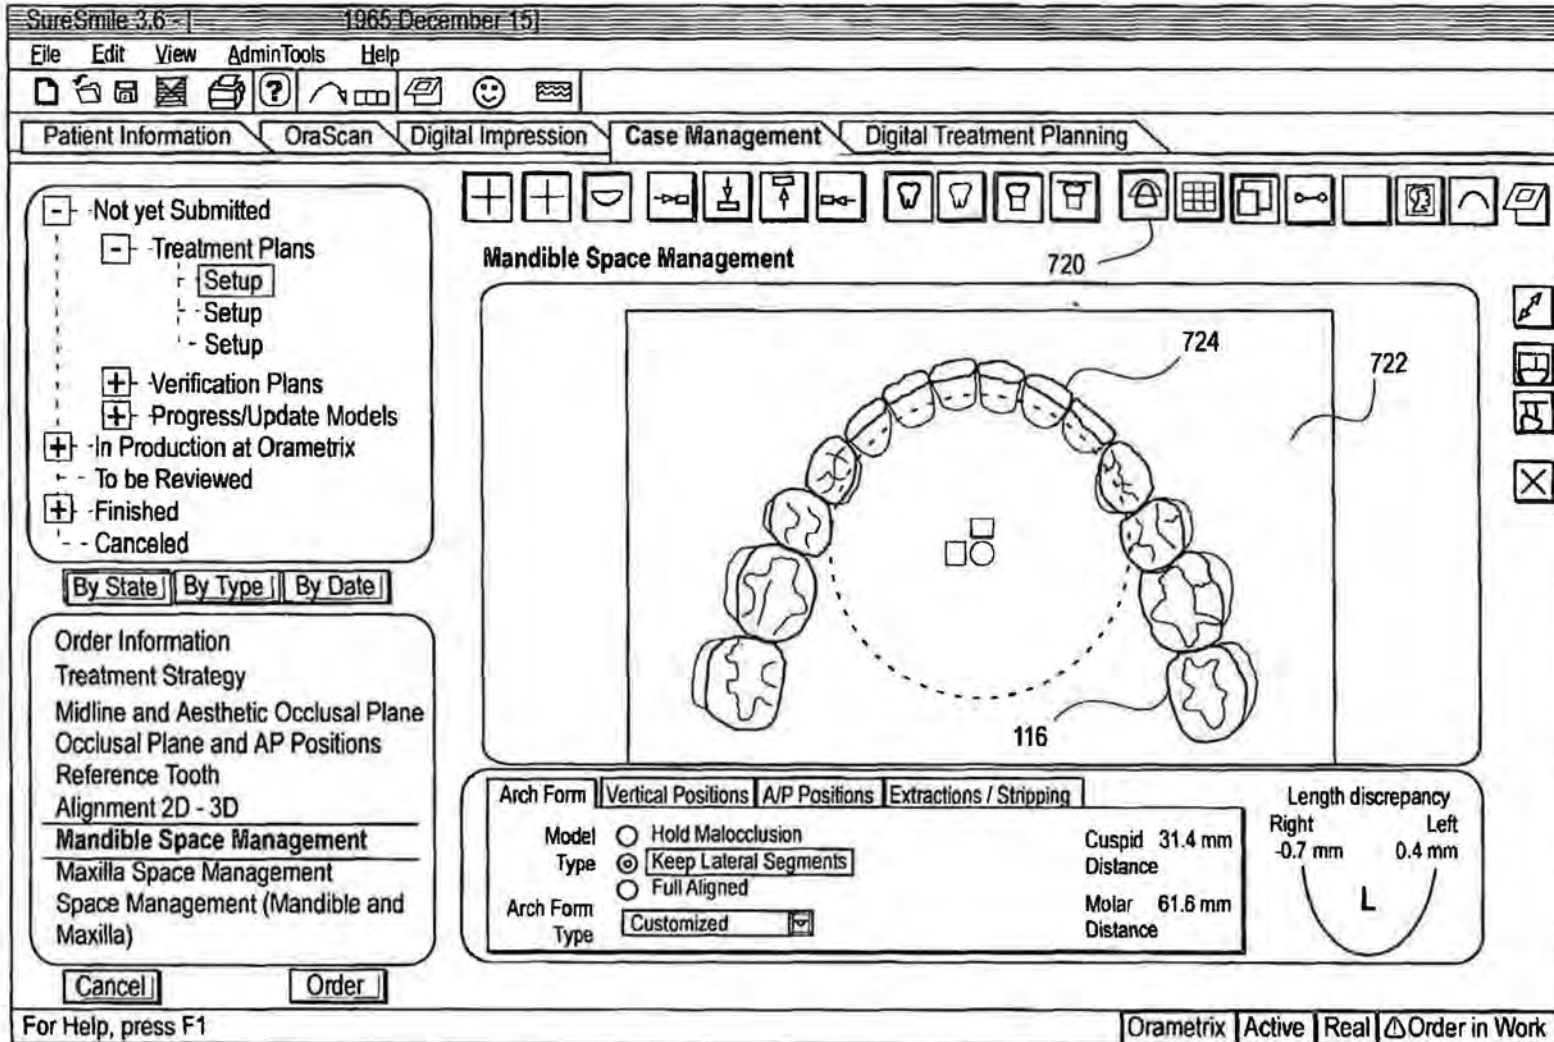 SureSmile 3.6 - [ 1965 December 15]
File Edit View AdminTools Help
Patient Information OraScan Digital Impression Case Management Digital Treatment Planning
Not yet Submitted
Treatment Plans
Setup
Setup
Setup
Verification Plans
Progress/Update Models
In Production at Orametrix
To be Reviewed
Finished
Canceled
By State By Type By Date
Order Information
Treatment Strategy
Midline and Aesthetic Occlusal Plane
Occlusal Plane and AP Positions
Reference Tooth
Alignment 2D - 3D
Mandible Space Management
Maxilla Space Management
Space Management (Mandible and
Maxilla)
Cancel Order
Mandible Space Management
720
724
722
116
Arch Form Vertical Positions A/P Positions Extractions / Stripping
Model Type
Hold Malocclusion
Keep Lateral Segments
Full Aligned
Arch Form Type
Customized
Cuspid Distance 31.4 mm
Molar Distance 61.6 mm
Length discrepancy
Right Left
-0.7 mm 0.4 mm
L
For Help, press F1
Orametrix Active Real Order in Work